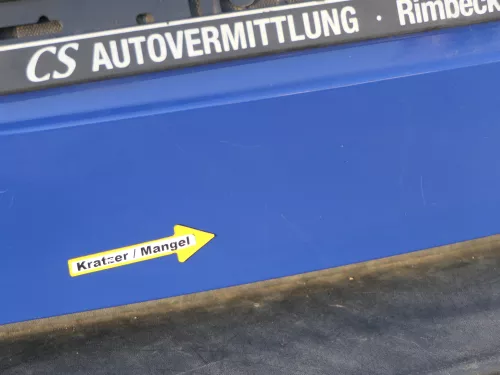 CS AUTOVERMITTLUNG · Rimbeck
Kratzer / Mangel